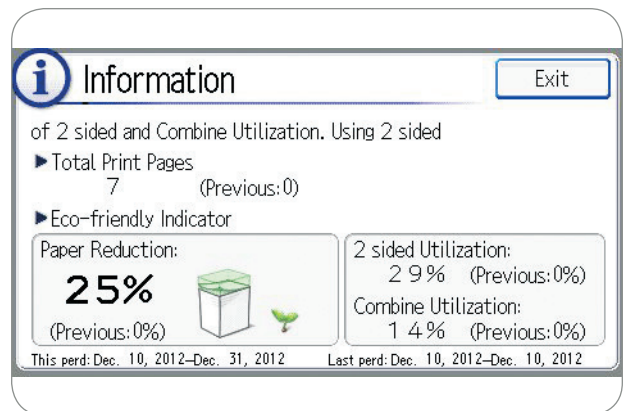 i Information
Exit
of 2 sided and Combine Utilization. Using 2 sided
▶Total Print Pages
7 (Previous:0)
▶Eco-friendly Indicator
Paper Reduction:
25%
(Previous:0%)
2 sided Utilization:
29% (Previous:0%)
Combine Utilization:
14% (Previous:0%)
This perd: Dec. 10, 2012–Dec. 31, 2012
Last perd: Dec. 10, 2012–Dec. 10, 2012